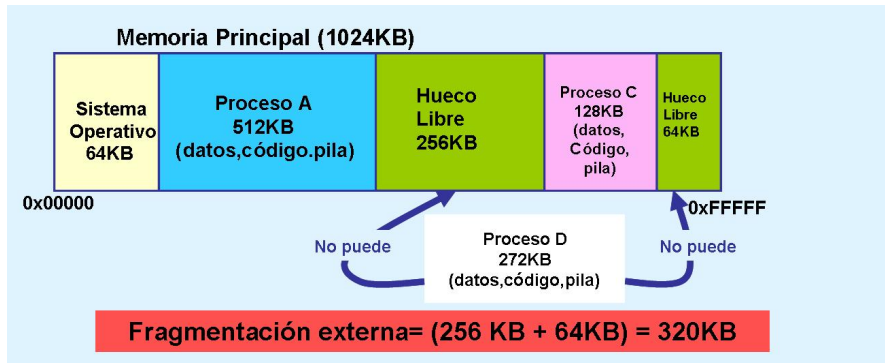 Memoria Principal (1024KB)
Sistema
Operativo
64KB
Proceso A
512KB
(datos,código.pila)
Hueco
Libre
256KB
Proceso C
128KB
(datos,
Código,
pila)
Hueco
Libre
64KB
0x00000
0xFFFFF
No puede
Proceso D
272KB
(datos,código,pila)
No puede
Fragmentación externa= (256 KB + 64KB) = 320KB